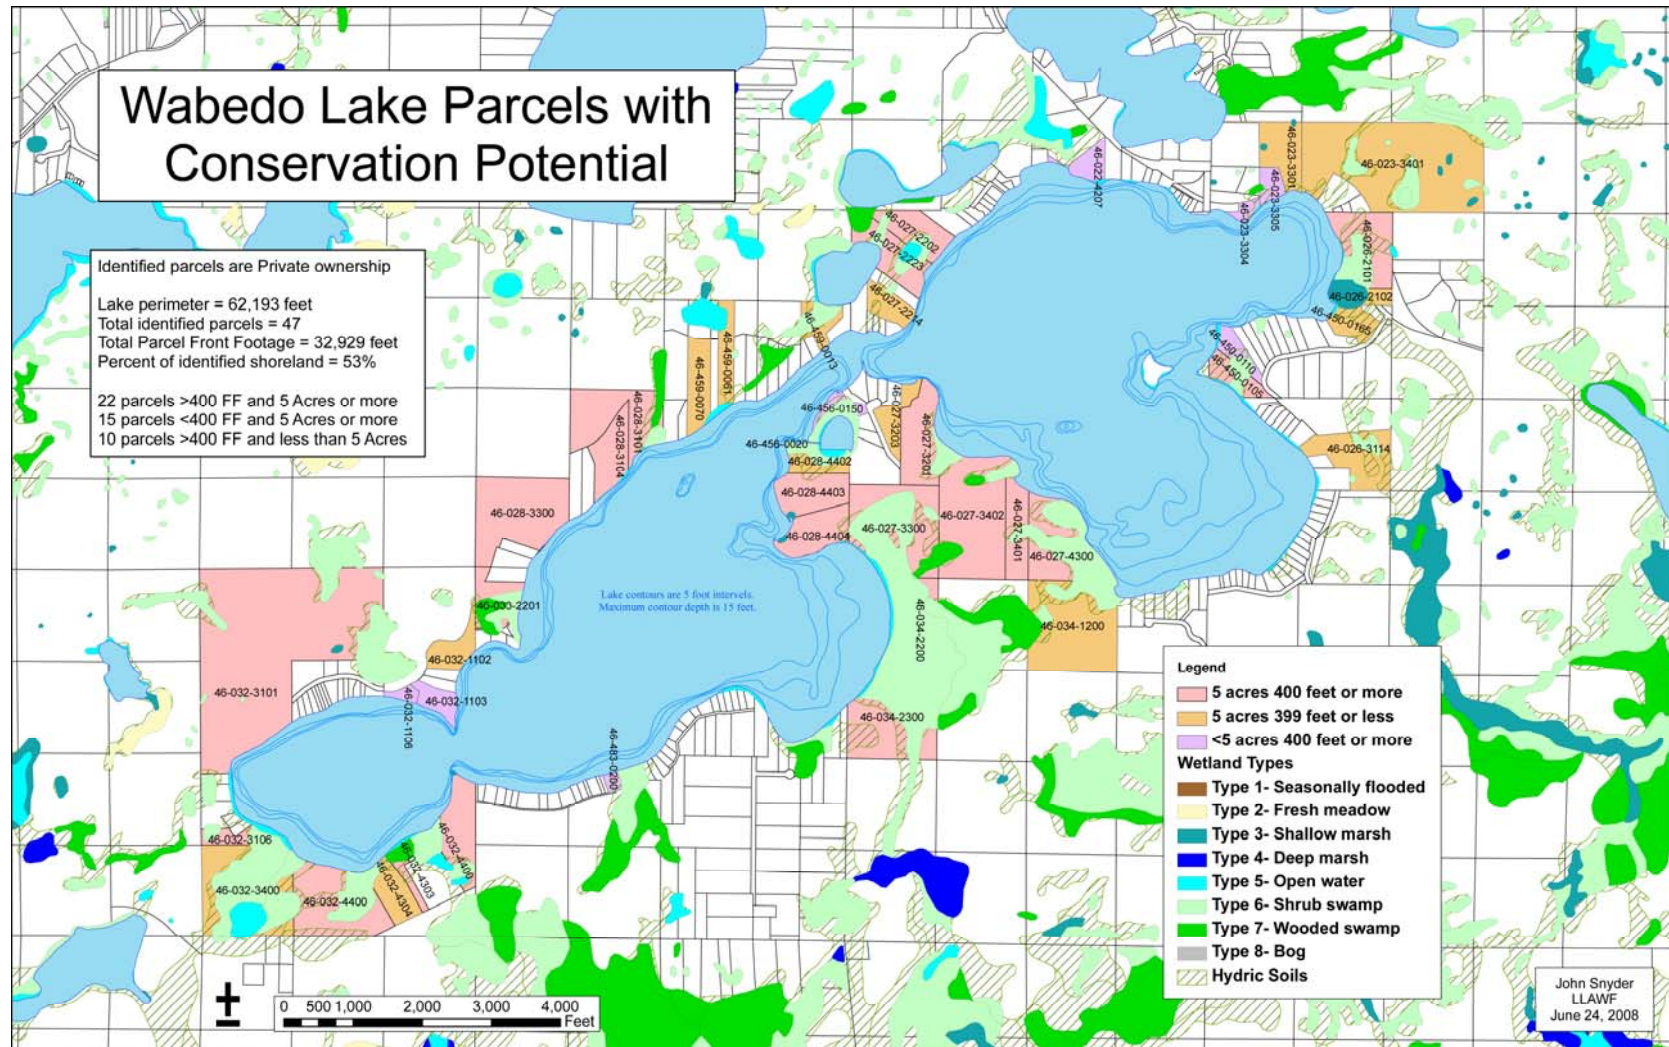 Wabedo Lake Parcels with
Conservation Potential
Identified parcels are Private ownership
Lake perimeter = 62,193 feet
Total identified parcels = 47
Total Parcel Front Footage = 32,929 feet
Percent of identified shoreland = 53%
22 parcels >400 FF and 5 Acres or more
15 parcels <400 FF and 5 Acres or more
10 parcels >400 FF and less than 5 Acres
46-022-4207
46-023-3301
46-023-3401
46-023-3305
46-023-3304
46-027-2202
46-027-2223
46-026-2101
46-026-2102
46-027-2214
46-450-0165
46-459-0013
46-459-0061
46-459-0070
46-450-0110
46-450-0105
46-028-3101
46-028-3104
46-456-0150
46-027-3203
46-027-3201
46-456-0020
46-028-4402
46-026-3114
46-028-4403
46-028-3300
46-028-4404
46-027-3300
46-027-3402
46-027-3401
46-027-4300
Lake contours are 5 foot intervels.
Maximum contour depth is 15 feet.
46-033-2201
46-034-2200
46-034-1200
46-032-1102
46-032-3101
46-032-1103
46-032-1106
46-034-2300
46-483-0200
46-032-3106
46-032-4400
46-032-4303
46-032-4304
46-032-3400
46-032-4400
Legend
5 acres 400 feet or more
5 acres 399 feet or less
<5 acres 400 feet or more
Wetland Types
Type 1- Seasonally flooded
Type 2- Fresh meadow
Type 3- Shallow marsh
Type 4- Deep marsh
Type 5- Open water
Type 6- Shrub swamp
Type 7- Wooded swamp
Type 8- Bog
Hydric Soils
0 500 1,000 2,000 3,000 4,000
Feet
John Snyder
LLAWF
June 24, 2008